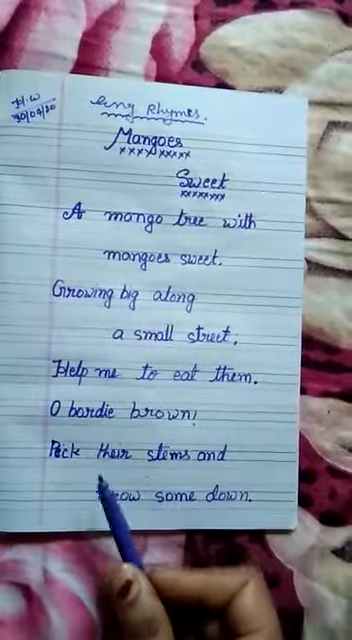 H.W
30/04/20
Eng Rhymes.
Mangoes
Sweet
A mango tree with
mangoes sweet.
Growing big along
a small street;
Help me to eat them.
O bardie brown!
Pick their stems and
some down.